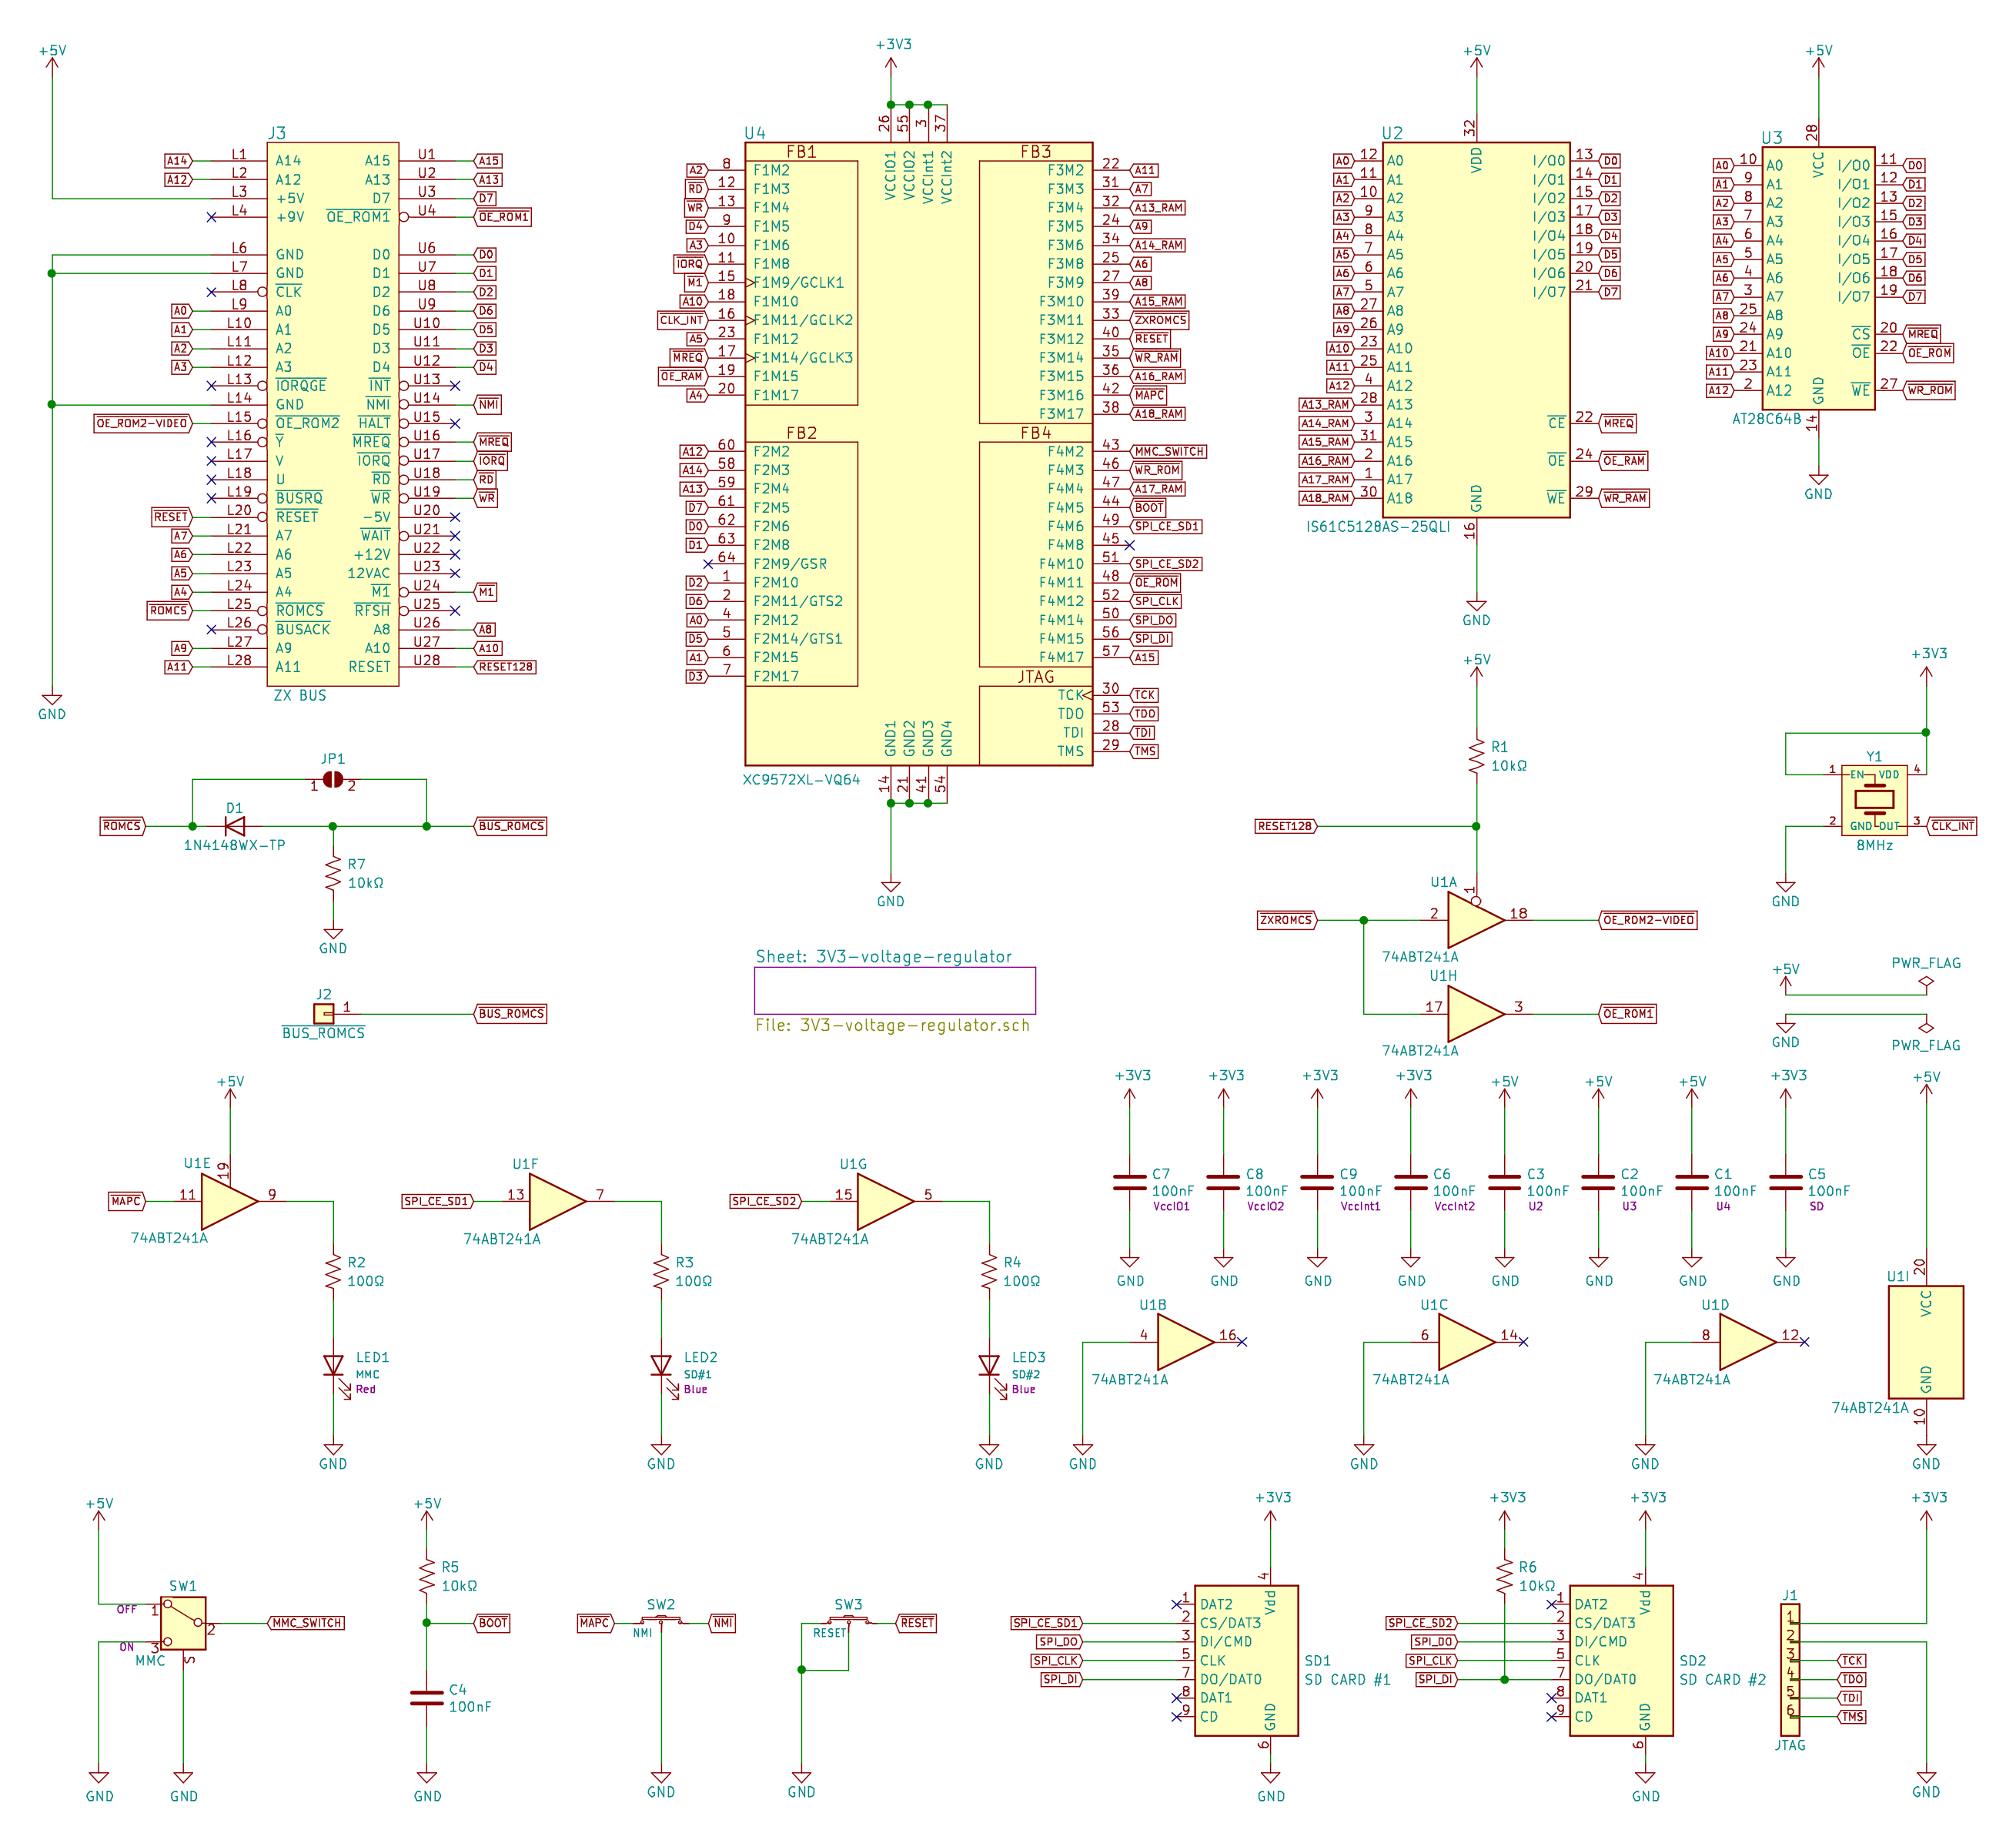 +5V
J3
A14 L1 A14 A15 U1 A15
A12 L2 A12 A13 U2 A13
L3 +5V D7 U3 D7
L4 +9V OE_ROM1 U4 OE_ROM1
L6 GND D0 U6 D0
L7 GND D1 U7 D1
L8 CLK D2 U8 D2
A0 L9 A0 D6 U9 D6
A1 L10 A1 D5 U10 D5
A2 L11 A2 D3 U11 D3
A3 L12 A3 D4 U12 D4
L13 IORQGE INT U13
L14 GND NMI U14 NMI
OE_ROM2-VIDEO L15 OE_ROM2 HALT U15
L16 Y MREQ U16 MREQ
L17 V IORQ U17 IORQ
L18 U RD U18 RD
L19 BUSRQ WR U19 WR
RESET L20 RESET -5V U20
A7 L21 A7 WAIT U21
A6 L22 A6 +12V U22
A5 L23 A5 12VAC U23
A4 L24 A4 M1 U24 M1
ROMCS L25 ROMCS RFSH U25
L26 BUSACK A8 U26 A8
A9 L27 A9 A10 U27 A10
A11 L28 A11 RESET U28 RESET128
ZX BUS
GND
+3V3
U4
26 55 3 37
VCCIO1 VCCIO2 VCCInt1 VCCInt2
FB1 FB3
A2 8 F1M2 F3M2 22 A11
RD 12 F1M3 F3M3 31 A7
WR 13 F1M4 F3M4 32 A13_RAM
D4 9 F1M5 F3M5 24 A9
A3 10 F1M6 F3M6 34 A14_RAM
IORQ 11 F1M8 F3M8 25 A6
M1 15 F1M9/GCLK1 F3M9 27 A8
A10 18 F1M10 F3M10 39 A15_RAM
CLK_INT 16 F1M11/GCLK2 F3M11 33 ZXROMCS
A5 23 F1M12 F3M12 40 RESET
MREQ 17 F1M14/GCLK3 F3M14 35 WR_RAM
OE_RAM 19 F1M15 F3M15 36 A16_RAM
A4 20 F1M17 F3M16 42 MAPC
F3M17 38 A18_RAM
FB2 FB4
A12 60 F2M2 F4M2 43 MMC_SWITCH
A14 58 F2M3 F4M3 46 WR_ROM
A13 59 F2M4 F4M4 47 A17_RAM
D7 61 F2M5 F4M5 44 BOOT
D0 62 F2M6 F4M6 49 SPI_CE_SD1
D1 63 F2M8 F4M8 45
64 F2M9/GSR F4M10 51 SPI_CE_SD2
D2 1 F2M10 F4M11 48 OE_ROM
D6 2 F2M11/GTS2 F4M12 52 SPI_CLK
A0 4 F2M12 F4M14 50 SPI_DO
D5 5 F2M14/GTS1 F4M15 56 SPI_DI
A1 6 F2M15 F4M17 57 A15
D3 7 F2M17 JTAG
TCK 30 TCK
TDO 53 TDO
TDI 28 TDI
TMS 29 TMS
GND1 GND2 GND3 GND4
XC9572XL-VQ64 14 21 41 54
GND
+5V
U2 32
VDD
A0 12 A0 I/O0 13 D0
A1 11 A1 I/O1 14 D1
A2 10 A2 I/O2 15 D2
A3 9 A3 I/O3 17 D3
A4 8 A4 I/O4 18 D4
A5 7 A5 I/O5 19 D5
A6 6 A6 I/O6 20 D6
A7 5 A7 I/O7 21 D7
A8 27 A8
A9 26 A9
A10 23 A10
A11 25 A11
A12 4 A12
A13_RAM 28 A13
A14_RAM 3 A14 CE 22 MREQ
A15_RAM 31 A15
A16_RAM 2 A16 OE 24 OE_RAM
A17_RAM 1 A17
A18_RAM 30 A18 WE 29 WR_RAM
GND
IS61C5128AS-25QLI 16
GND
+5V
U3 28
VCC
A0 10 A0 I/O0 11 D0
A1 9 A1 I/O1 12 D1
A2 8 A2 I/O2 13 D2
A3 7 A3 I/O3 15 D3
A4 6 A4 I/O4 16 D4
A5 5 A5 I/O5 17 D5
A6 4 A6 I/O6 18 D6
A7 3 A7 I/O7 19 D7
A8 25 A8
A9 24 A9 CS 20 MREQ
A10 21 A10 OE 22 OE_ROM
A11 23 A11
A12 2 A12 WE 27 WR_ROM
GND
AT28C64B 14
GND
JP1
1 2
ROMCS D1 BUS_ROMCS
1N4148WX-TP
R7
10kΩ
GND
J2
1 BUS_ROMCS
BUS_ROMCS
Sheet: 3V3-voltage-regulator
File: 3V3-voltage-regulator.sch
+5V
R1
10kΩ
RESET128
U1A 1
ZXROMCS 2 18 OE_ROM2-VIDEO
74ABT241A
U1H
17 3 OE_ROM1
74ABT241A
+3V3
Y1
1 EN VDD 4
2 GND OUT 3 CLK_INT
8MHz
GND
+5V PWR_FLAG
GND PWR_FLAG
+5V
U1E 19
MAPC 11 9
74ABT241A
R2
100Ω
LED1
MMC
Red
GND
U1F
SPI_CE_SD1 13 7
74ABT241A
R3
100Ω
LED2
SD#1
Blue
GND
U1G
SPI_CE_SD2 15 5
74ABT241A
R4
100Ω
LED3
SD#2
Blue
GND
+3V3 +3V3 +3V3 +3V3 +5V +5V +5V +3V3
C7 C8 C9 C6 C3 C2 C1 C5
100nF 100nF 100nF 100nF 100nF 100nF 100nF 100nF
VccIO1 VccIO2 VccInt1 VccInt2 U2 U3 U4 SD
GND GND GND GND GND GND GND GND
U1B
4 16
74ABT241A
GND
U1C
6 14
74ABT241A
GND
U1D
8 12
74ABT241A
GND
+5V
U1I 20
VCC
GND
74ABT241A 10
GND
+5V
SW1
OFF 1
2 MMC_SWITCH
ON 3
MMC S
GND GND
+5V
R5
10kΩ
BOOT
C4
100nF
GND
SW2
MAPC NMI
NMI
GND
SW3
RESET
RESET
GND
+3V3
4
Vdd
1 DAT2
SPI_CE_SD1 2 CS/DAT3
SPI_DO 3 DI/CMD
SPI_CLK 5 CLK SD1
SPI_DI 7 DO/DAT0 SD CARD #1
8 DAT1
9 CD
GND
6
GND
+3V3 +3V3
R6
10kΩ
4
Vdd
1 DAT2
SPI_CE_SD2 2 CS/DAT3
SPI_DO 3 DI/CMD
SPI_CLK 5 CLK SD2
SPI_DI 7 DO/DAT0 SD CARD #2
8 DAT1
9 CD
GND
6
GND
+3V3
J1
1
2
3 TCK
4 TDO
5 TDI
6 TMS
JTAG
GND